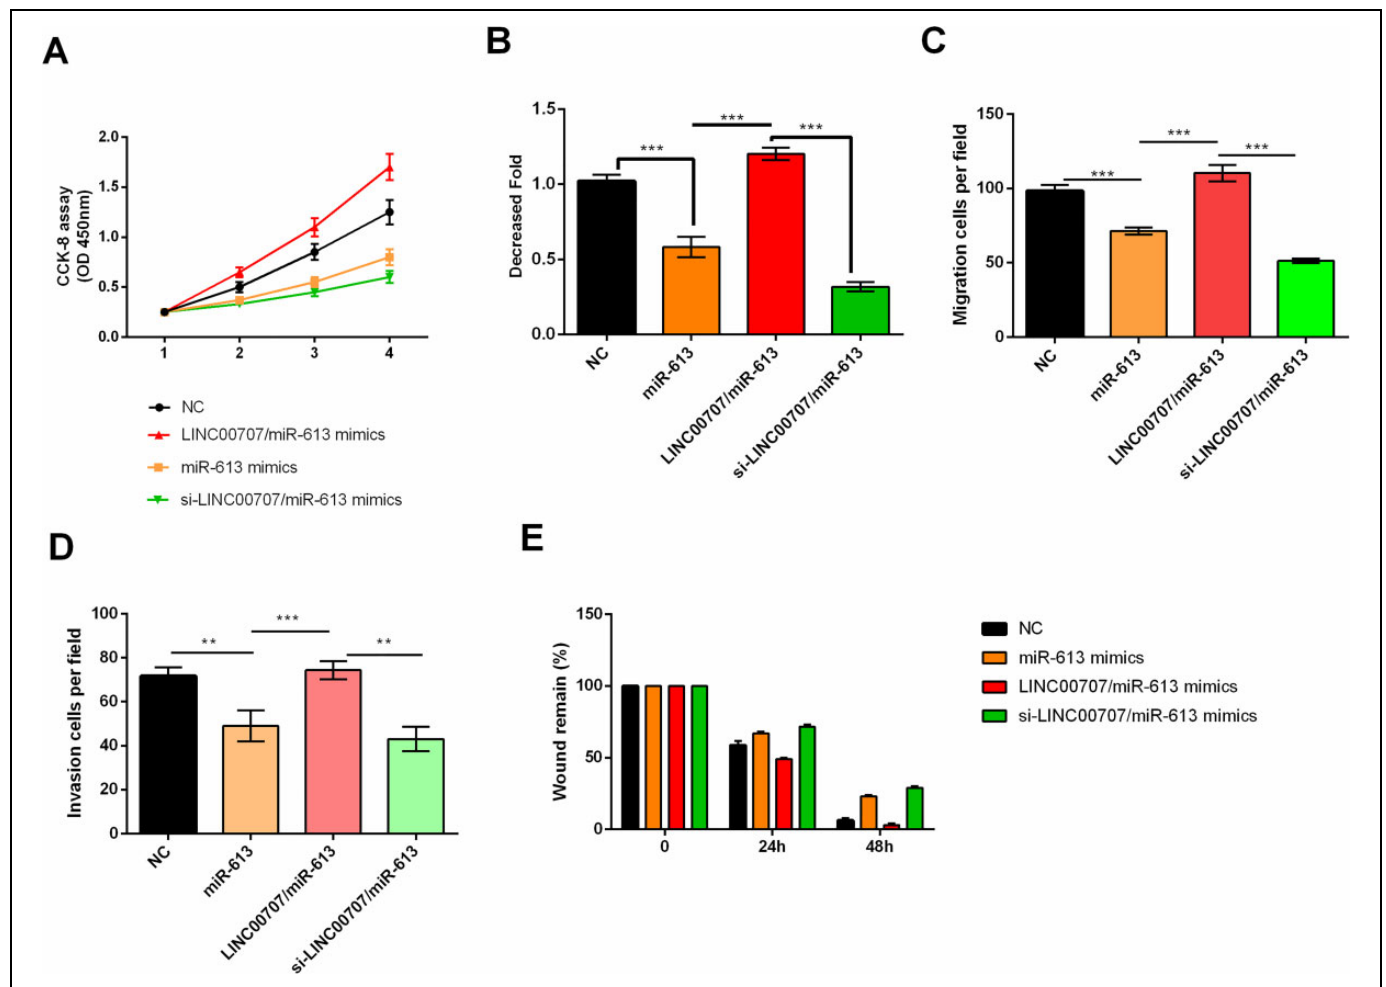 A
CCK-8 assay
(OD 450nm)
2.0
1.5
1.0
0.5
0.0
1 2 3 4
NC
LINC00707/miR-613 mimics
miR-613 mimics
si-LINC00707/miR-613 mimics
B
Decreased Fold
1.5
1.0
0.5
0.0
***
***
***
NC
miR-613
LINC00707/miR-613
si-LINC00707/miR-613
C
Migration cells per field
150
100
50
0
***
***
***
NC
miR-613
LINC00707/miR-613
si-LINC00707/miR-613
D
Invasion cells per field
100
80
60
40
20
0
**
***
**
NC
miR-613
LINC00707/miR-613
si-LINC00707/miR-613
E
Wound remain (%)
150
100
50
0
0 24h 48h
NC
miR-613 mimics
LINC00707/miR-613 mimics
si-LINC00707/miR-613 mimics